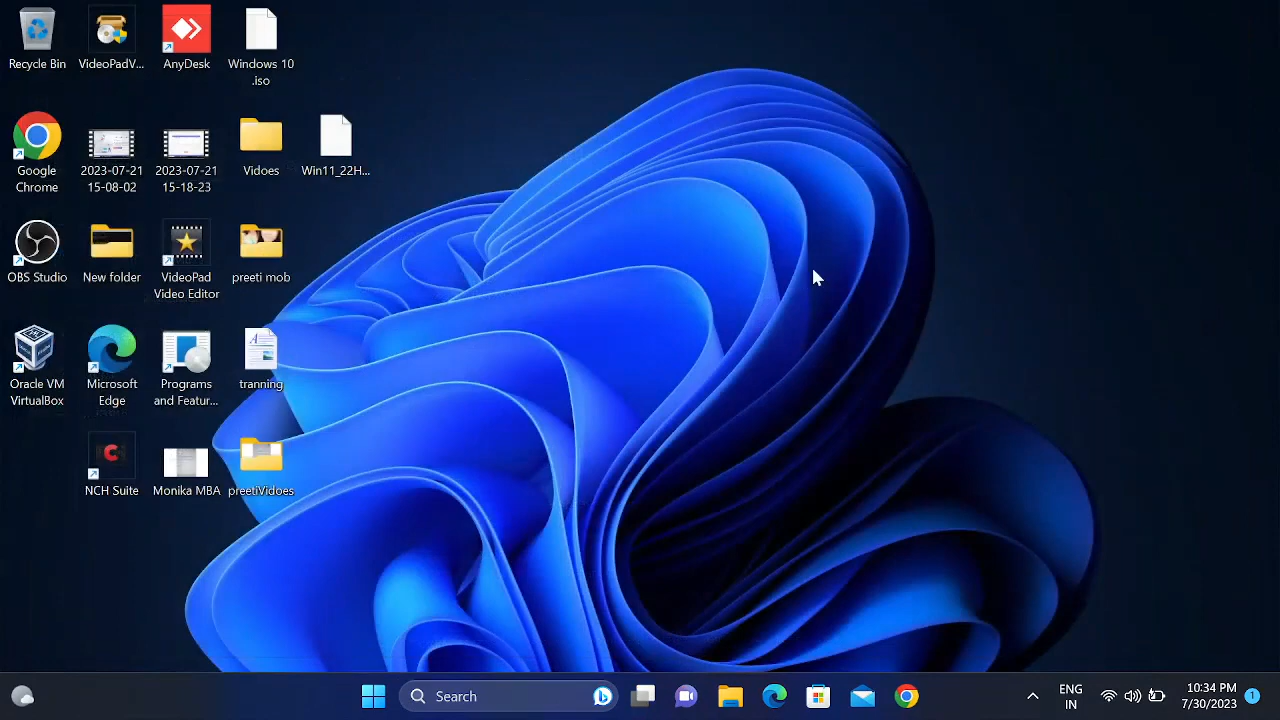 Recycle Bin
VideoPadV...
AnyDesk
Windows 10
.iso
Google
Chrome
2023-07-21
15-08-02
2023-07-21
15-18-23
Vidoes
Win11_22H...
OBS Studio
New folder
VideoPad
Video Editor
preeti mob
Oracle VM
VirtualBox
Microsoft
Edge
Programs
and Featur...
tranning
NCH Suite
Monika MBA
preetiVidoes
Search
ENG
IN
10:34 PM
7/30/2023
1